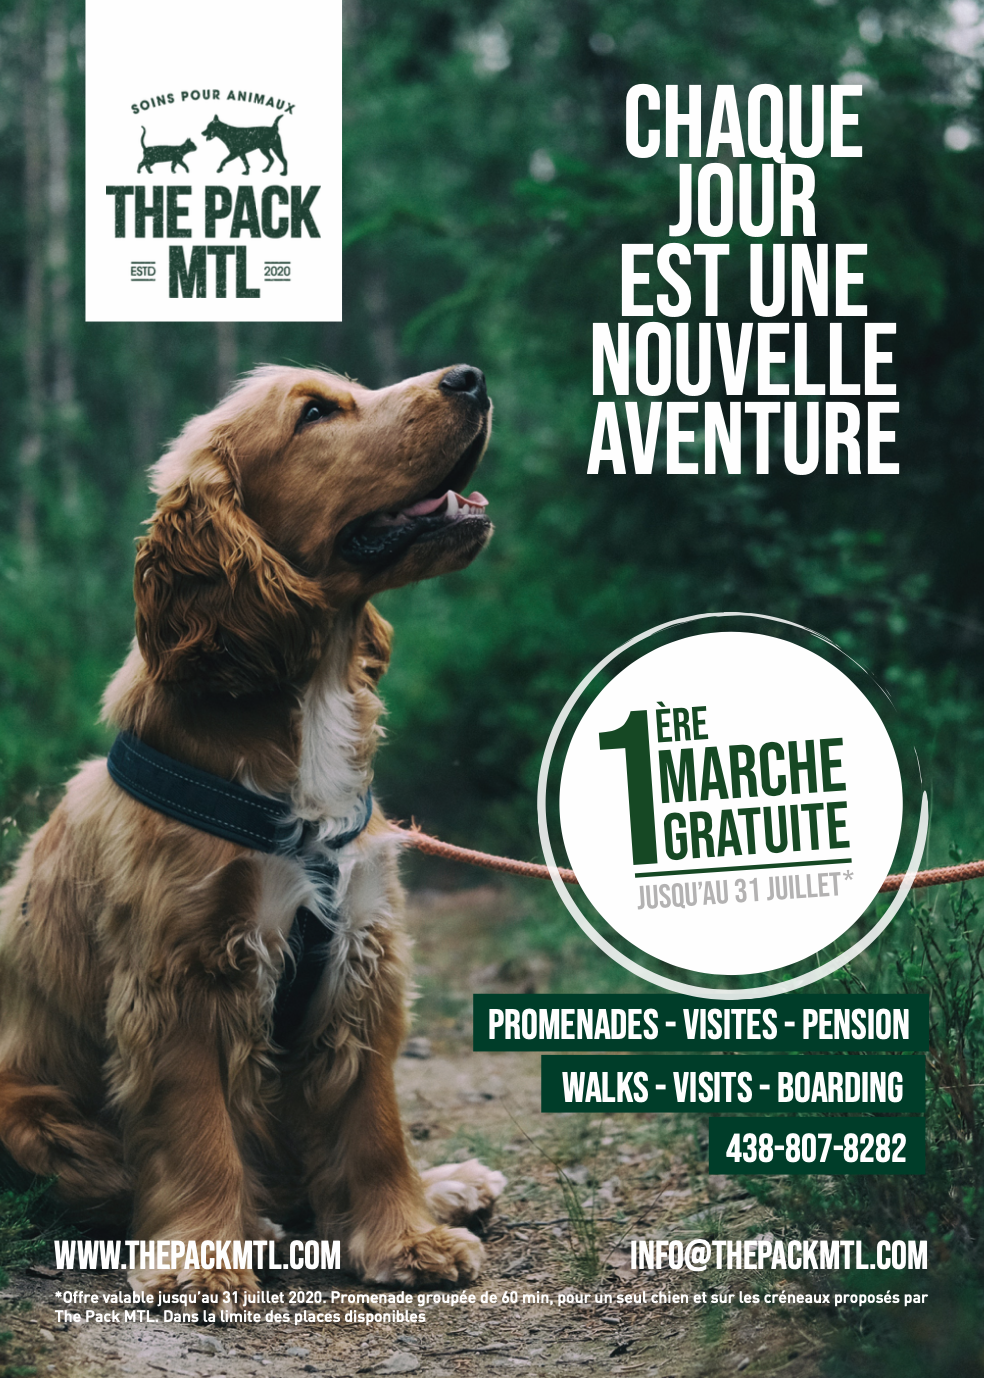 SOINS POUR ANIMAUX
THE PACK
ESTD MTL 2020
CHAQUE
JOUR
EST UNE
NOUVELLE
AVENTURE
1ÈRE
MARCHE
GRATUITE
JUSQU'AU 31 JUILLET*
PROMENADES - VISITES - PENSION
WALKS - VISITS - BOARDING
438-807-8282
WWW.THEPACKMTL.COM
INFO@THEPACKMTL.COM
*Offre valable jusqu'au 31 juillet 2020. Promenade groupée de 60 min, pour un seul chien et sur les créneaux proposés par
The Pack MTL. Dans la limite des places disponibles